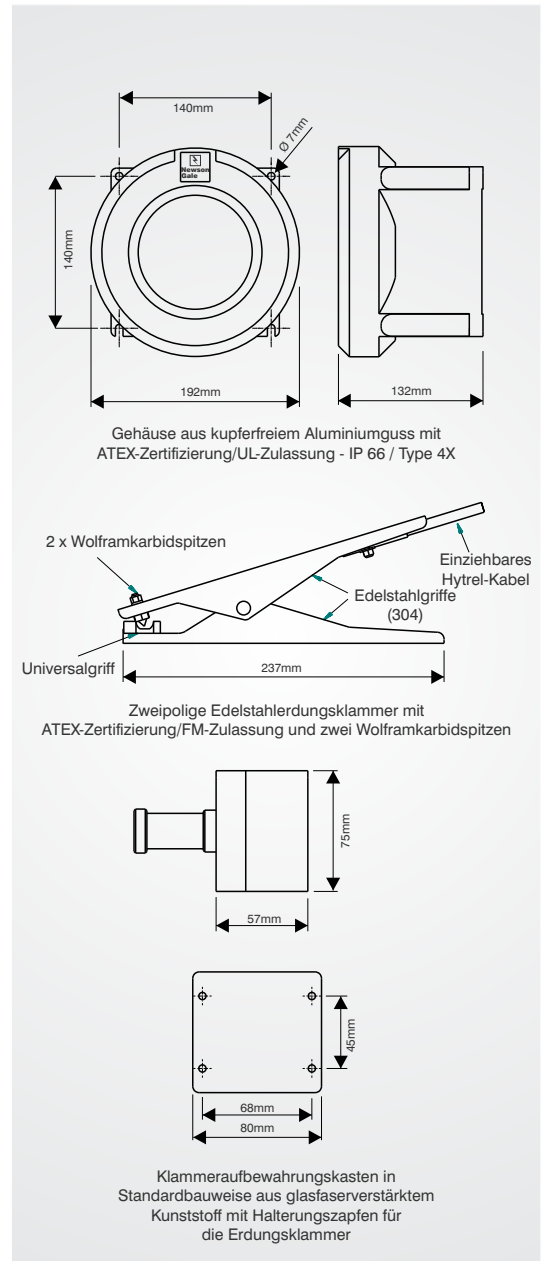 140mm
Ø 7mm
Newson
Gale
140mm
192mm
132mm
Gehäuse aus kupferfreiem Aluminiumguss mit
ATEX-Zertifizierung/UL-Zulassung - IP 66 / Type 4X
2 x Wolframkarbidspitzen
Einziehbares
Hytrel-Kabel
Edelstahlgriffe
(304)
Universalgriff
237mm
Zweipolige Edelstahlerdungsklammer mit
ATEX-Zertifizierung/FM-Zulassung und zwei Wolframkarbidspitzen
75mm
57mm
45mm
68mm
80mm
Klammeraufbewahrungskasten in
Standardbauweise aus glasfaserverstärktem
Kunststoff mit Halterungszapfen für
die Erdungsklammer